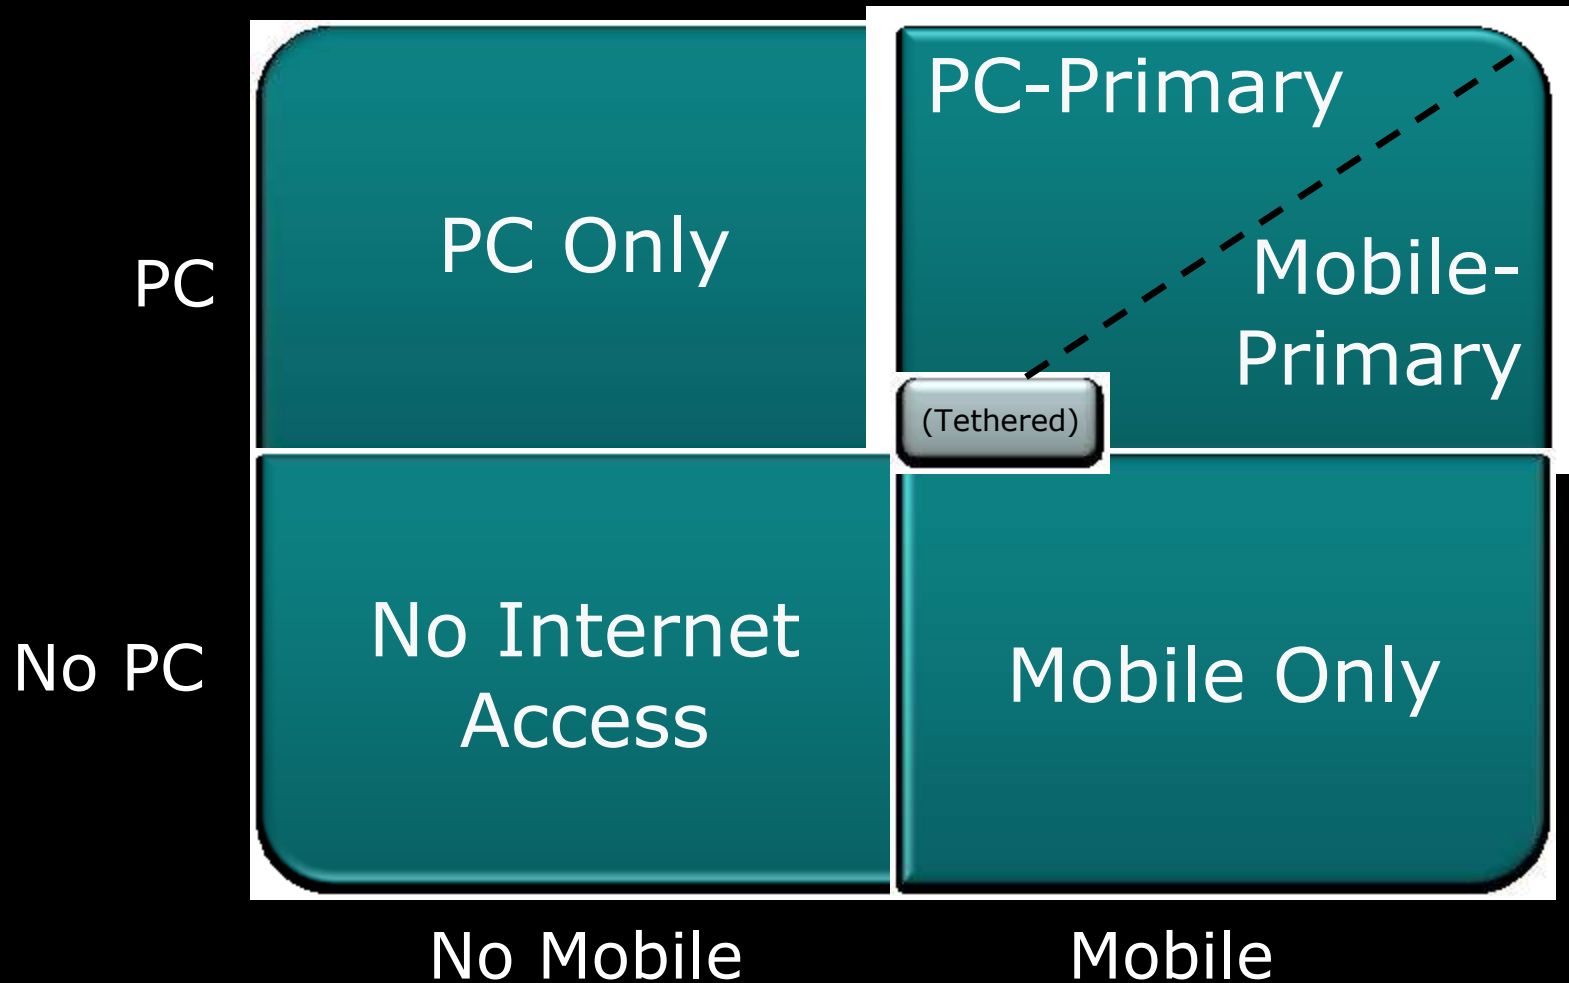 PC-Primary
PC Only
PC
Mobile-
Primary
(Tethered)
No Internet
Access
No PC
Mobile Only
No Mobile
Mobile